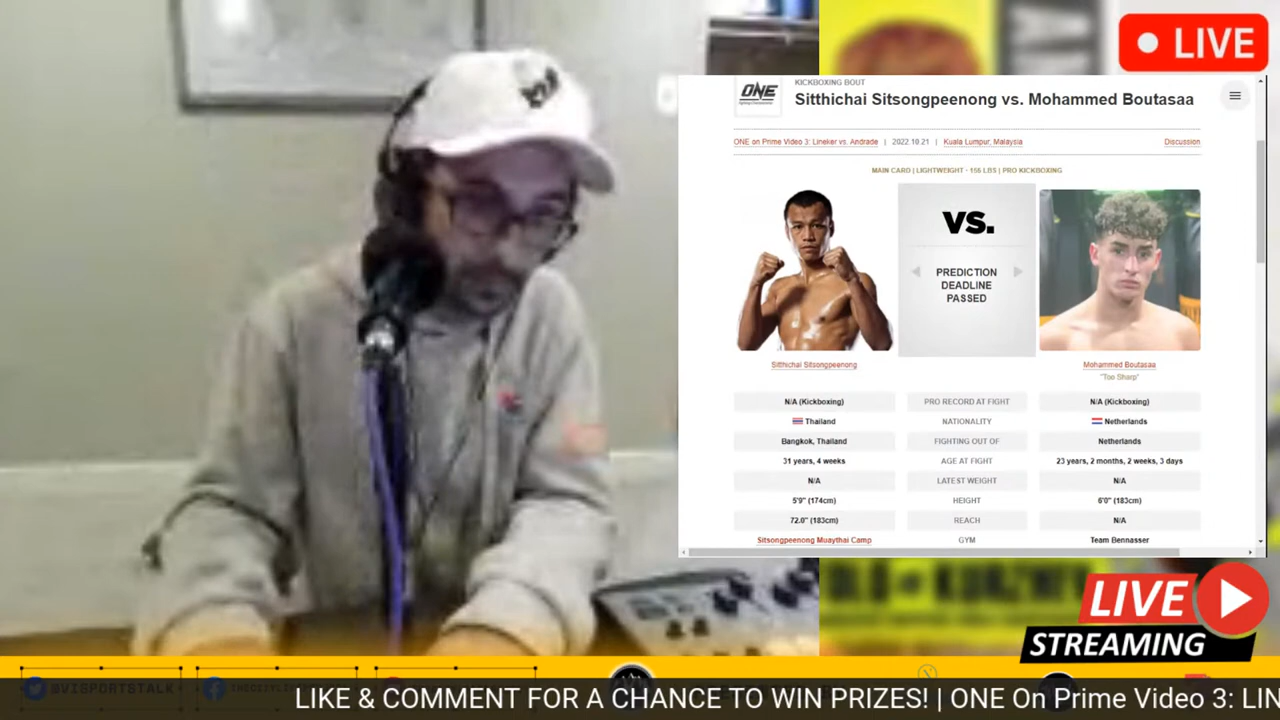 LIVE
KICKBOXING BOUT
ONE
Sitthichai Sitsongpeenong vs. Mohammed Boutasaa
ONE on Prime Video 3: Lineker vs. Andrade | 2022.10.21 | Kuala Lumpur, Malaysia Discussion
MAIN CARD | LIGHTWEIGHT · 155 LBS | PRO KICKBOXING
VS.
PREDICTION
DEADLINE
PASSED
Sitthichai Sitsongpeenong Mohammed Boutasaa
"Too Sharp"
N/A (Kickboxing) PRO RECORD AT FIGHT N/A (Kickboxing)
Thailand NATIONALITY Netherlands
Bangkok, Thailand FIGHTING OUT OF Netherlands
31 years, 4 weeks AGE AT FIGHT 23 years, 2 months, 2 weeks, 3 days
N/A LATEST WEIGHT N/A
5'9" (174cm) HEIGHT 6'0" (183cm)
72.0" (183cm) REACH N/A
Sitsongpeenong Muaythai Camp GYM Team Bennasser
LIVE
STREAMING
@VISPORTSTALK
LIKE & COMMENT FOR A CHANCE TO WIN PRIZES! | ONE On Prime Video 3: LIN